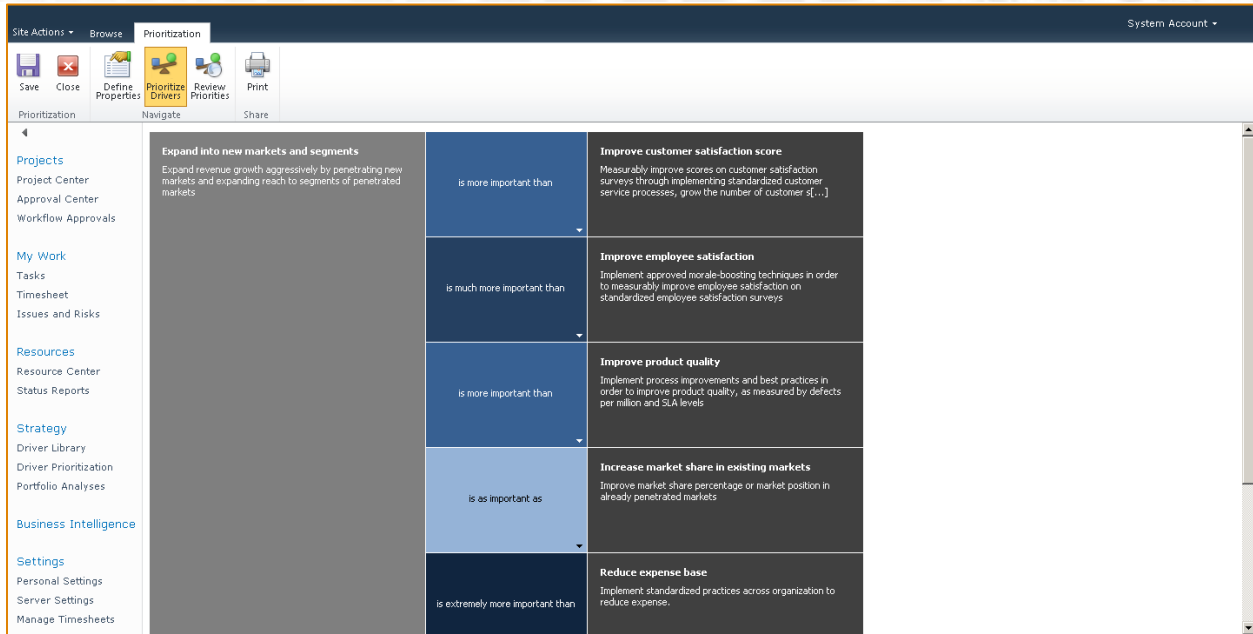 System Account
Site Actions Browse Prioritization
Save Close Define Properties Prioritize Drivers Review Priorities Print
Prioritization Navigate Share
Projects
Project Center
Approval Center
Workflow Approvals
My Work
Tasks
Timesheet
Issues and Risks
Resources
Resource Center
Status Reports
Strategy
Driver Library
Driver Prioritization
Portfolio Analyses
Business Intelligence
Settings
Personal Settings
Server Settings
Manage Timesheets
Expand into new markets and segments
Expand revenue growth aggressively by penetrating new
markets and expanding reach to segments of penetrated
markets
is more important than
Improve customer satisfaction score
Measurably improve scores on customer satisfaction
surveys through implementing standardized customer
service processes, grow the number of customer s[...]
is much more important than
Improve employee satisfaction
Implement approved morale-boosting techniques in order
to measurably improve employee satisfaction on
standardized employee satisfaction surveys
is more important than
Improve product quality
Implement process improvements and best practices in
order to improve product quality, as measured by defects
per million and SLA levels
is as important as
Increase market share in existing markets
Improve market share percentage or market position in
already penetrated markets
is extremely more important than
Reduce expense base
Implement standardized practices across organization to
reduce expense.